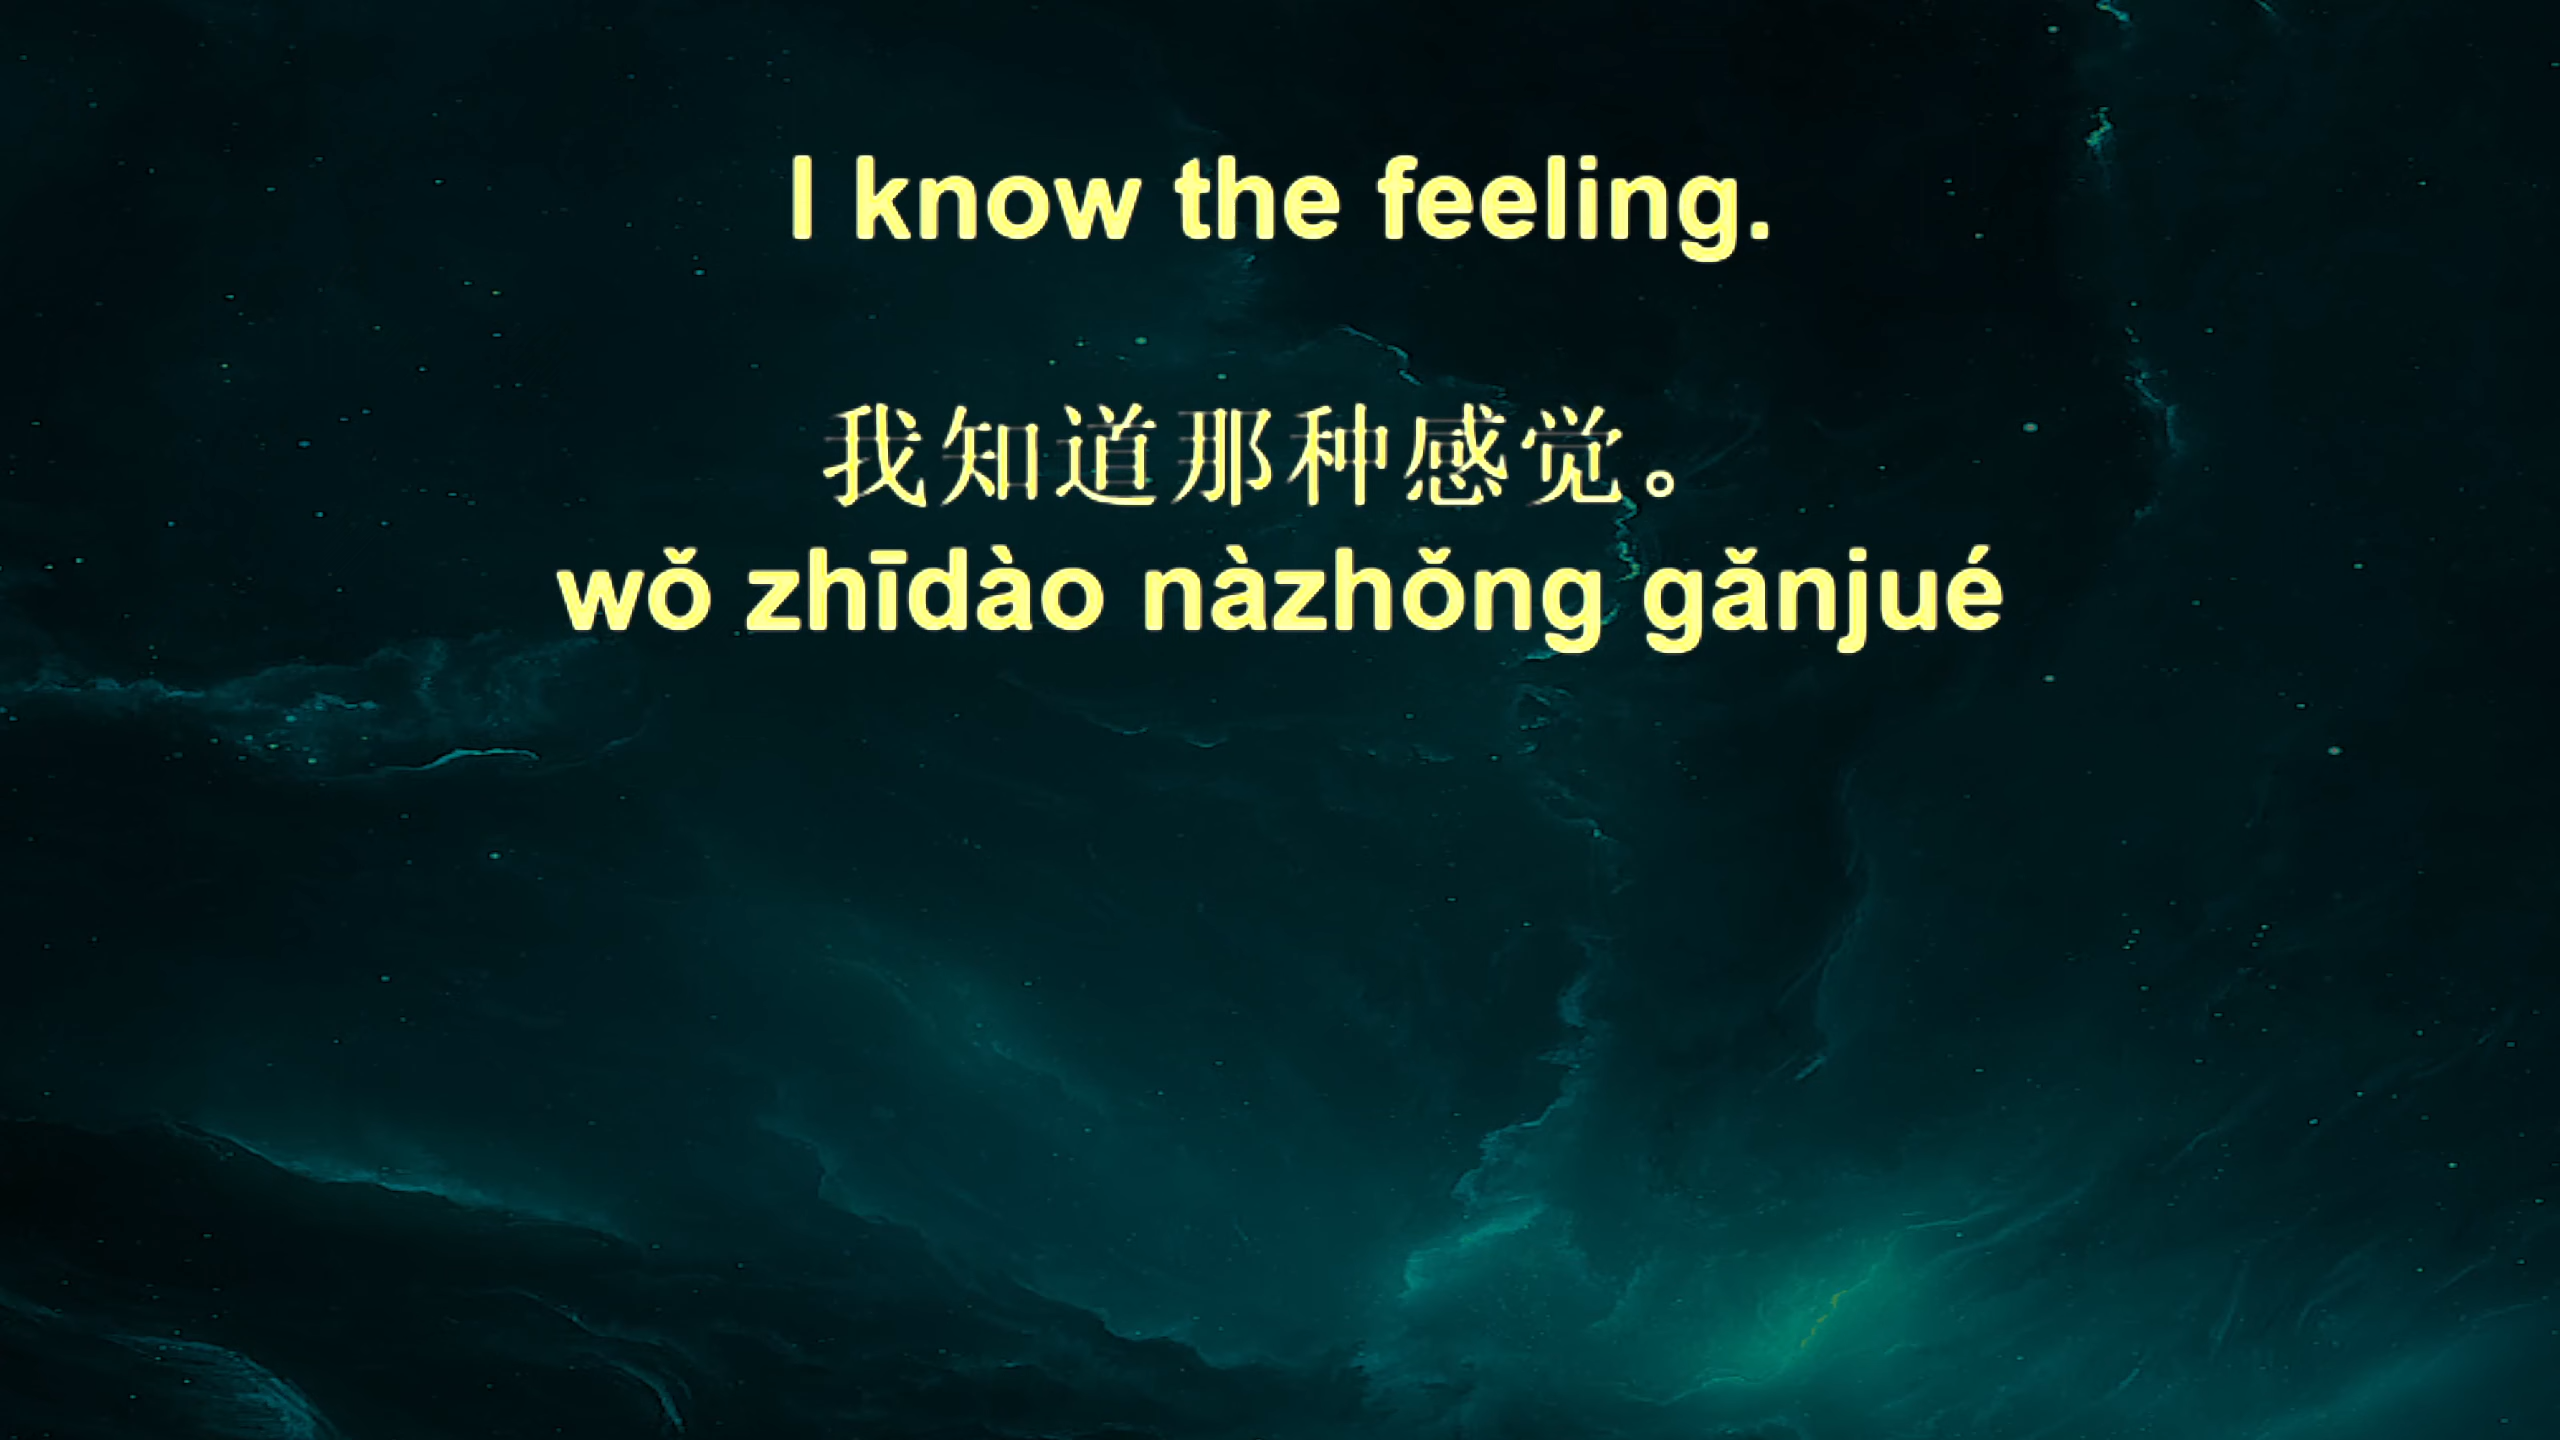 I know the feeling.
我知道那种感觉。
wǒ zhīdào nàzhǒng gǎnjué